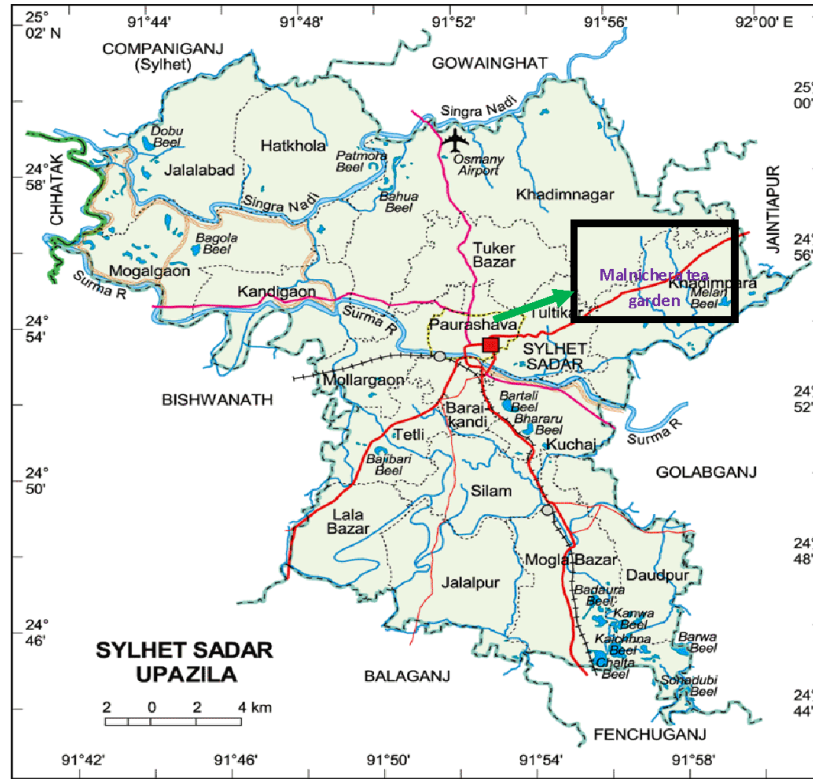 25°
02' N
91°44'
91°48'
91°52'
91°56'
92°00' E
COMPANIGANJ
(Sylhet)
GOWAINGHAT
25°
00'
Singra Nadi
Dobu
Beel
Hatkhola
Patmora
Beel
Osmany
Airport
Jalalabad
24°
58'
CHHATAK
Bahua
Beel
Khadimnagar
JAINTIAPUR
Singra Nadi
Bagola
Beel
Tuker
Bazar
24°
56'
Mogalgaon
Malnichera tea
garden
Khadimpara
Melan
Beel
Surma R
Kandigaon
Surma R
Tultikar
24°
54'
Paurashava
SYLHET
SADAR
BISHWANATH
Mollargaon
24°
52'
Bartali
Beel
Barai-
kandi
Bhararu
Beel
Surma R
Tetli
Kuchai
Bajibari
Beel
GOLABGANJ
24°
50'
Silam
Lala
Bazar
24°
48'
Mogla Bazar
Jalalpur
Daudpur
Badaura
Beel
Kanwa
Beel
24°
46'
Kalchhna
Beel
Barwa
Beel
SYLHET SADAR
UPAZILA
BALAGANJ
Chalta
Beel
Sonadubi
Beel
24°
44'
2 0 2 4 km
FENCHUGANJ
91°42'
91°46'
91°50'
91°54'
91°58'